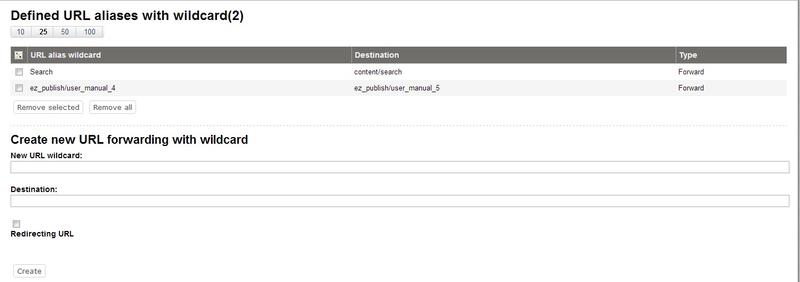 Defined URL aliases with wildcard(2)
10 25 50 100
URL alias wildcard Destination Type
Search content/search Forward
ez_publish/user_manual_4 ez_publish/user_manual_5 Forward
Remove selected Remove all
Create new URL forwarding with wildcard
New URL wildcard:
Destination:
Redirecting URL
Create